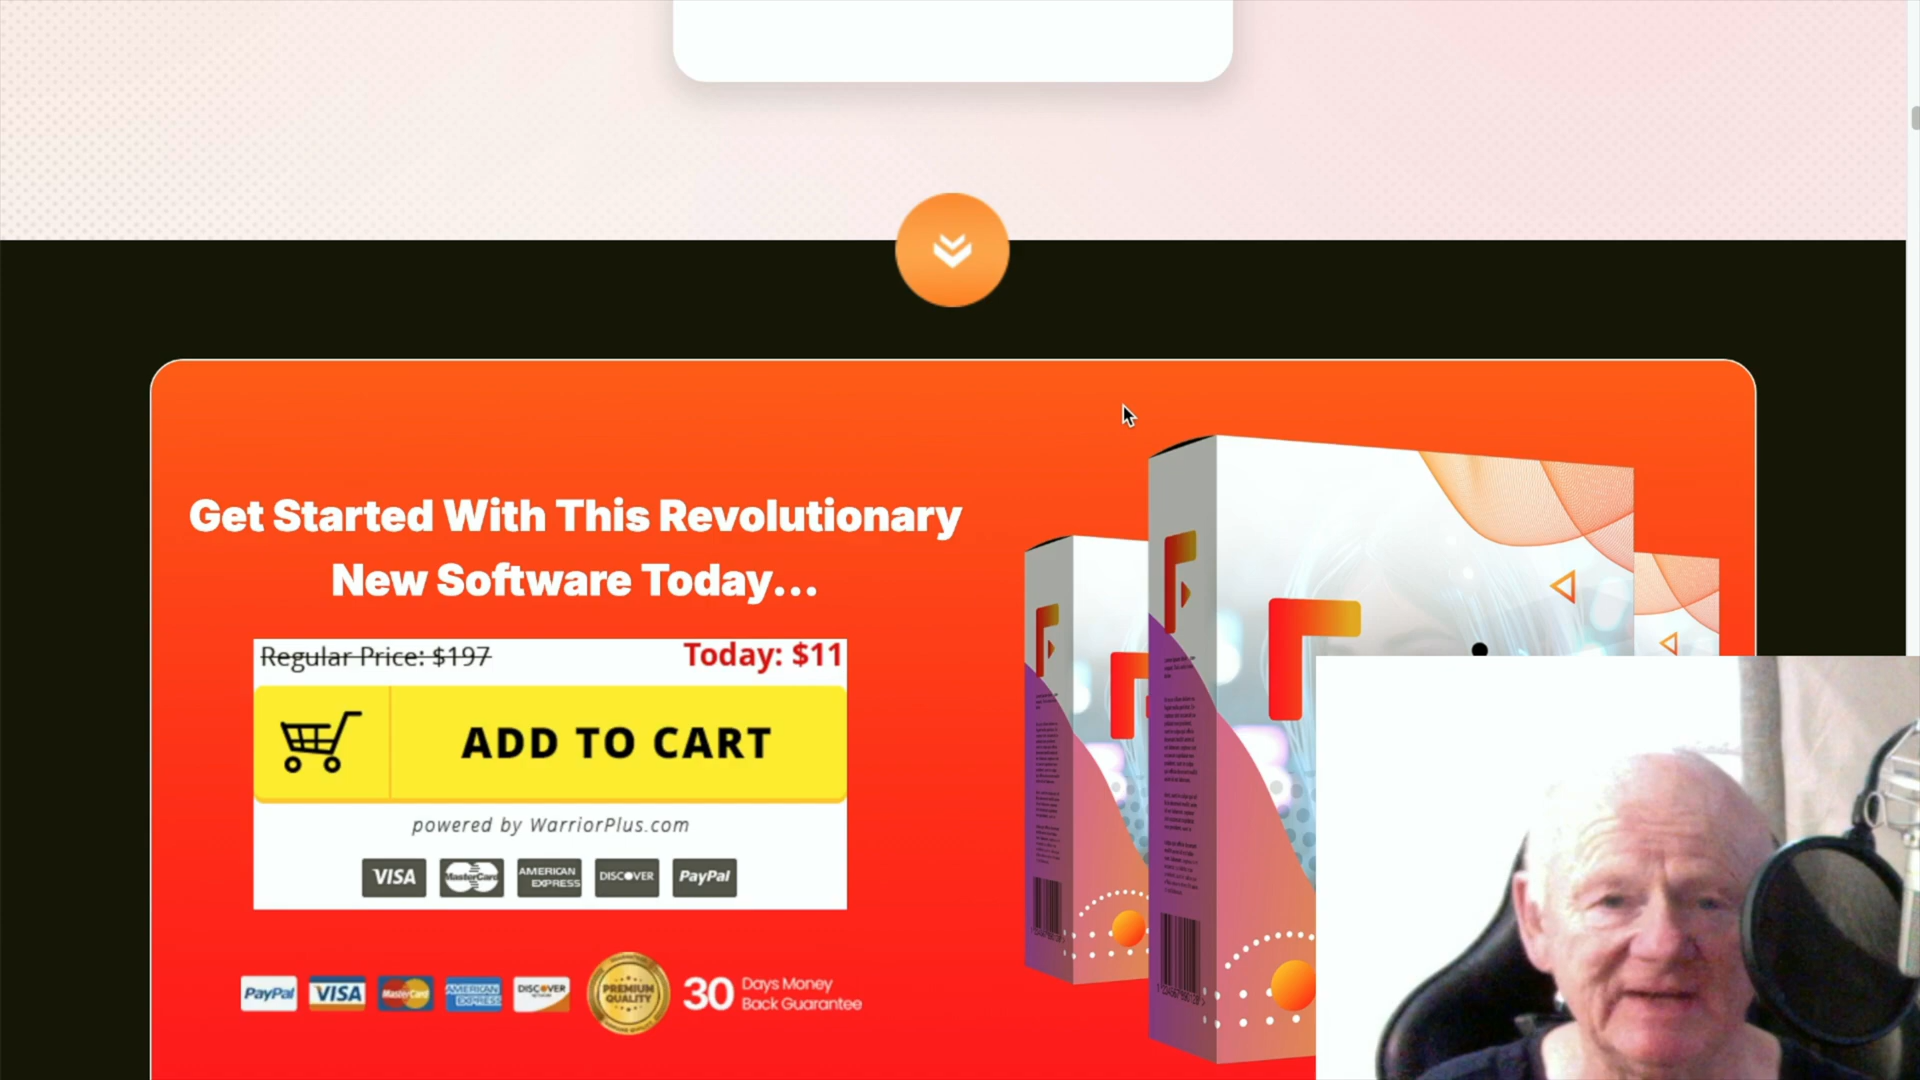 Get Started With This Revolutionary
New Software Today...
Regular Price: $197 Today: $11
ADD TO CART
powered by WarriorPlus.com
VISA MasterCard AMERICAN EXPRESS DISCOVER PayPal
PayPal VISA MasterCard AMERICAN EXPRESS DISCOVER PREMIUM QUALITY 30 Days Money
Back Guarantee